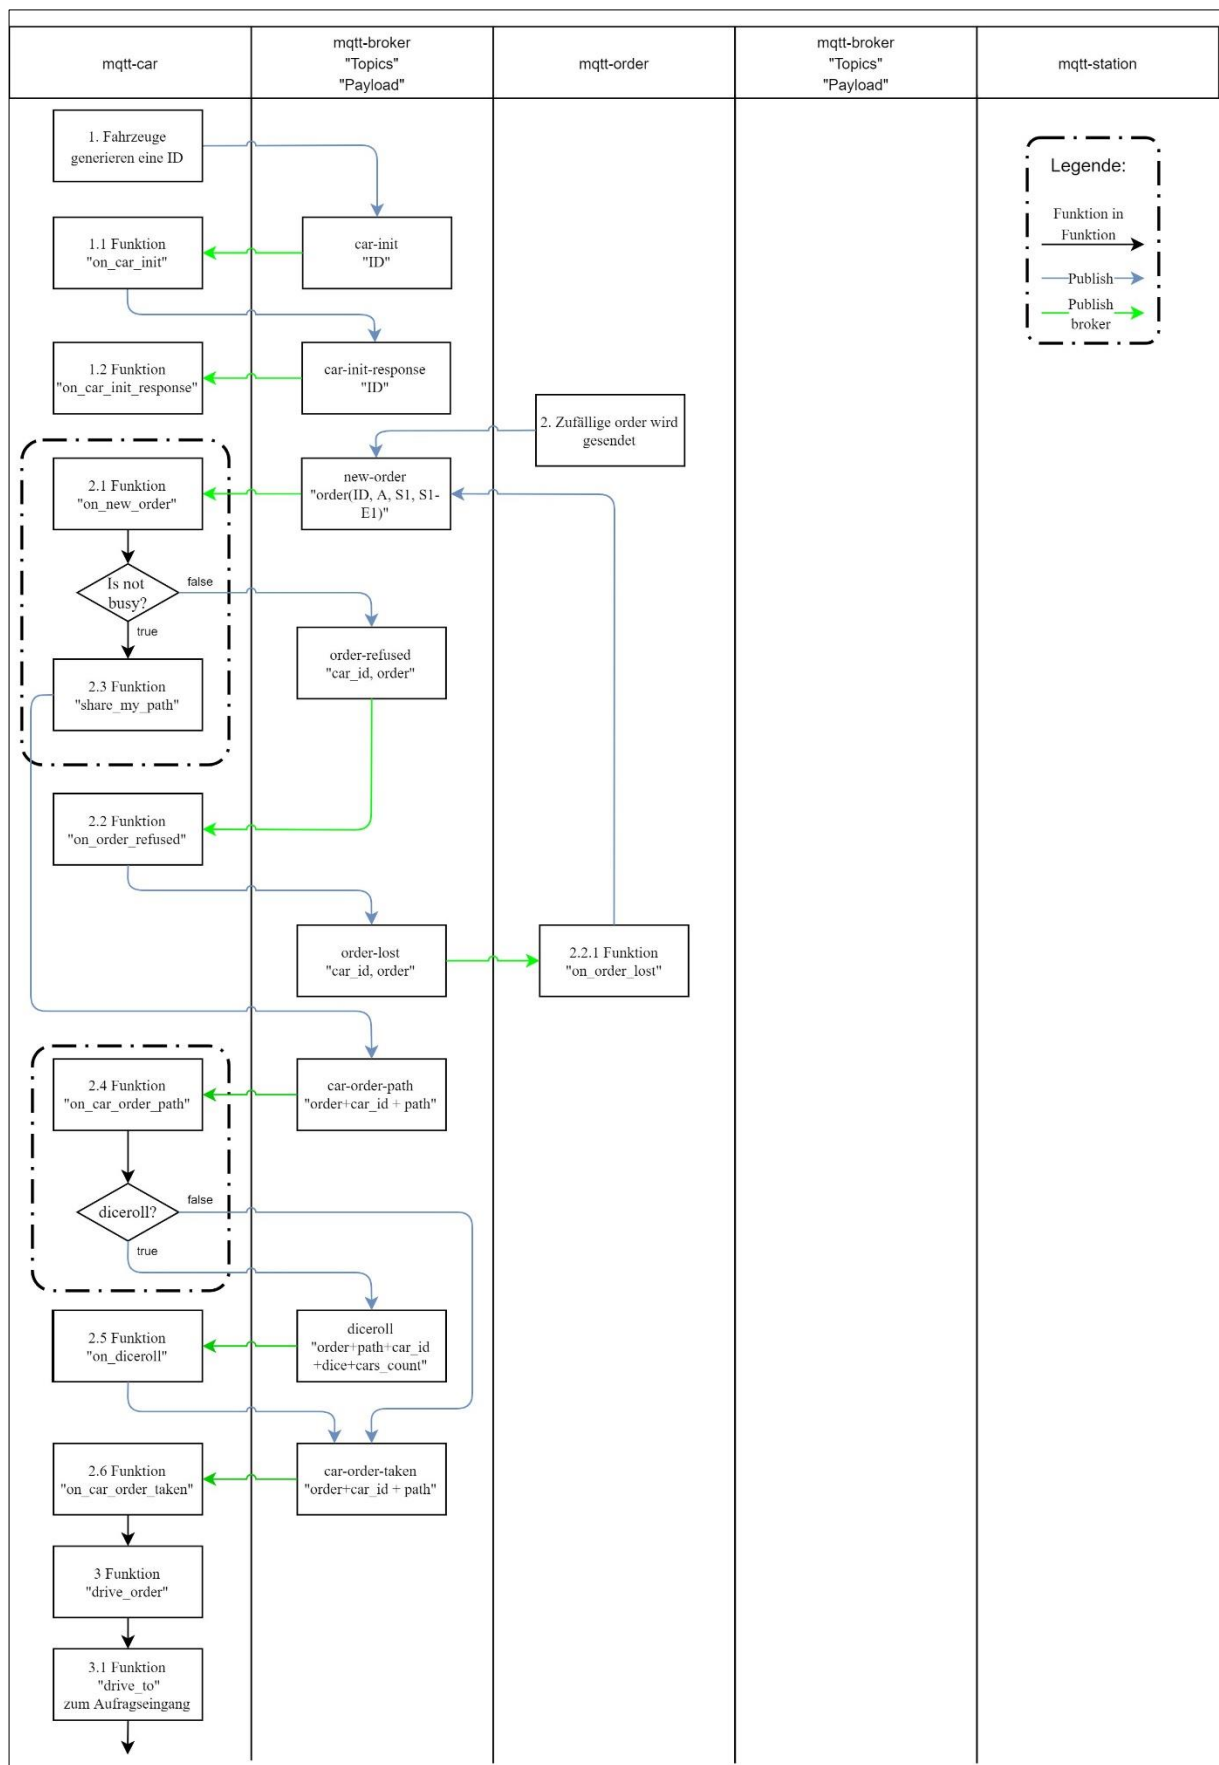 mqtt-car
mqtt-broker
"Topics"
"Payload"
mqtt-order
mqtt-broker
"Topics"
"Payload"
mqtt-station
1. Fahrzeuge
generieren eine ID
Legende:
Funktion in
Funktion
Publish
Publish
broker
1.1 Funktion
"on_car_init"
car-init
"ID"
1.2 Funktion
"on_car_init_response"
car-init-response
"ID"
2. Zufällige order wird
gesendet
2.1 Funktion
"on_new_order"
new-order
"order(ID, A, S1, S1-
E1)"
Is not
busy?
false
true
order-refused
"car_id, order"
2.3 Funktion
"share_my_path"
2.2 Funktion
"on_order_refused"
order-lost
"car_id, order"
2.2.1 Funktion
"on_order_lost"
2.4 Funktion
"on_car_order_path"
car-order-path
"order+car_id + path"
diceroll?
false
true
2.5 Funktion
"on_diceroll"
diceroll
"order+path+car_id
+dice+cars_count"
2.6 Funktion
"on_car_order_taken"
car-order-taken
"order+car_id + path"
3 Funktion
"drive_order"
3.1 Funktion
"drive_to"
zum Aufragseingang